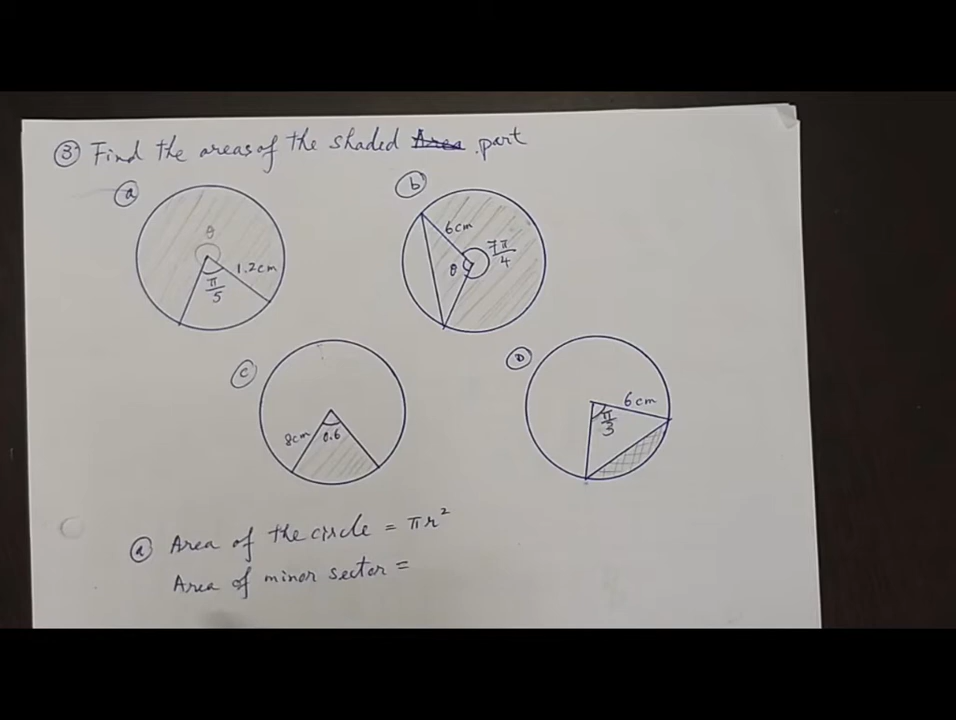 ③ Find the areas of the shaded Area part
ⓐ
θ
1.2cm
π/5
ⓑ
6cm
θ
7π/4
ⓒ
8cm
0.6
ⓓ
6cm
π/3
ⓐ Area of the circle = πr²
Area of minor sector =